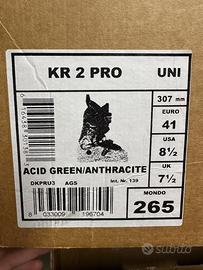 KR 2 PRO
UNI
307 mm
EURO
41
USA
8½
UK
7½
ACID GREEN/ANTHRACITE
DKPRU3 AG5 Int. Nr. 139
MONDO
265
8 033009 196704
subito